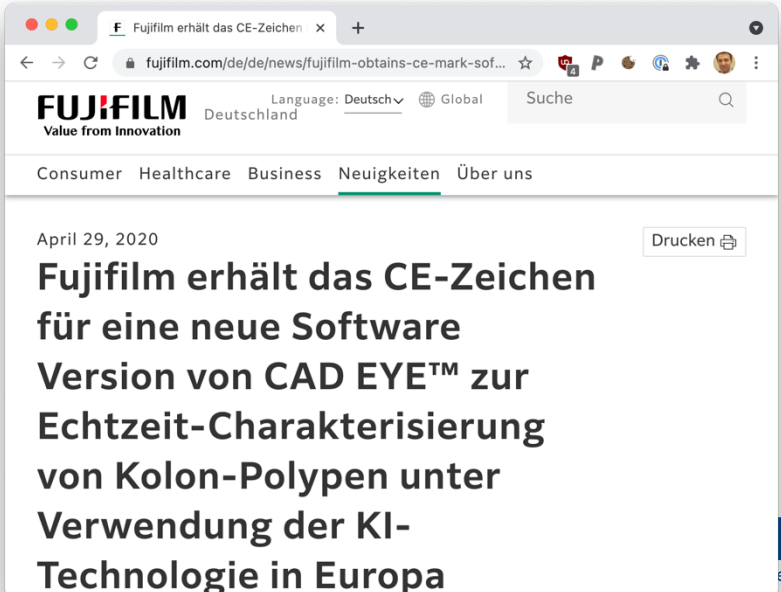 Fujifilm erhält das CE-Zeichen
fujifilm.com/de/de/news/fujifilm-obtains-ce-mark-sof...
4
FUJIFILM
Value from Innovation
Deutschland
Language: Deutsch
Global
Suche
Consumer Healthcare Business Neuigkeiten Über uns
April 29, 2020
Drucken
Fujifilm erhält das CE-Zeichen
für eine neue Software
Version von CAD EYE™ zur
Echtzeit-Charakterisierung
von Kolon-Polypen unter
Verwendung der KI-
Technologie in Europa